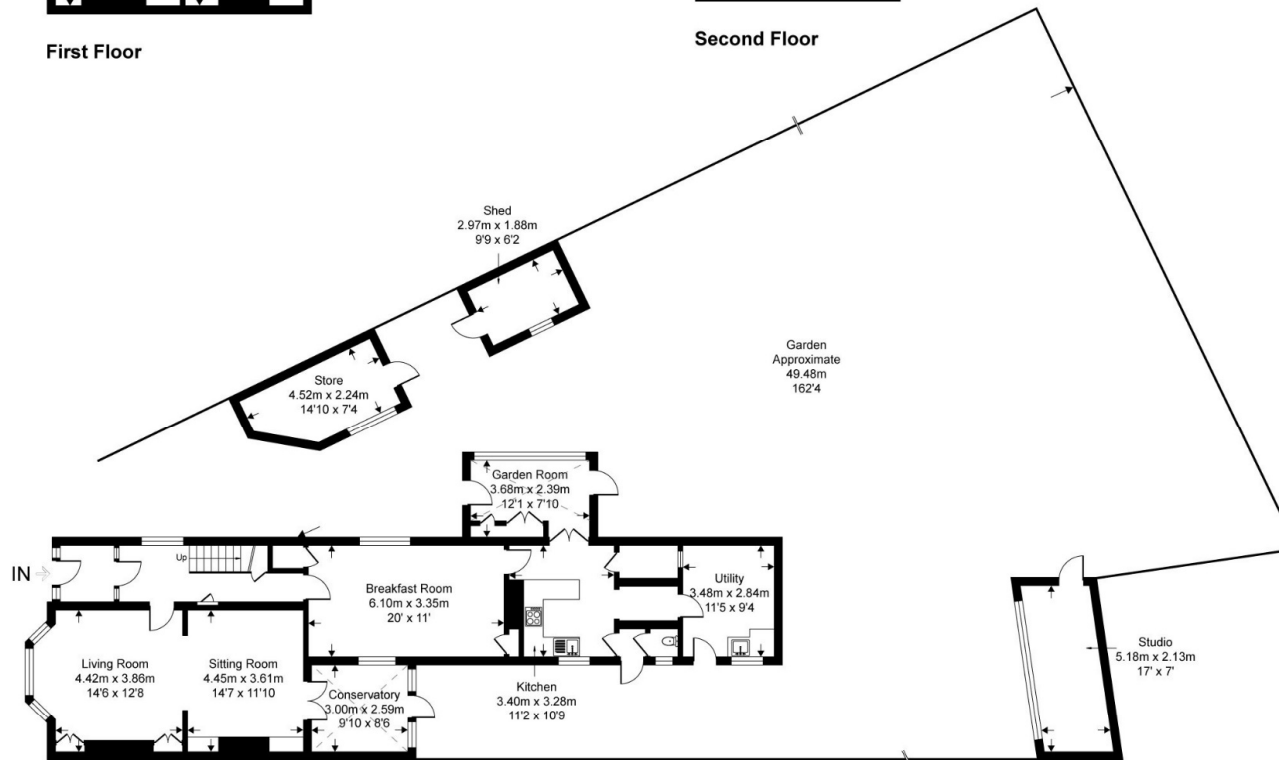 First Floor
Second Floor
Shed
2.97m x 1.88m
9'9 x 6'2
Store
4.52m x 2.24m
14'10 x 7'4
Garden
Approximate
49.48m
162'4
Garden Room
3.68m x 2.39m
12'1 x 7'10
IN
Up
Breakfast Room
6.10m x 3.35m
20' x 11'
Utility
3.48m x 2.84m
11'5 x 9'4
Living Room
4.42m x 3.86m
14'6 x 12'8
Sitting Room
4.45m x 3.61m
14'7 x 11'10
Conservatory
3.00m x 2.59m
9'10 x 8'6
Kitchen
3.40m x 3.28m
11'2 x 10'9
Studio
5.18m x 2.13m
17' x 7'